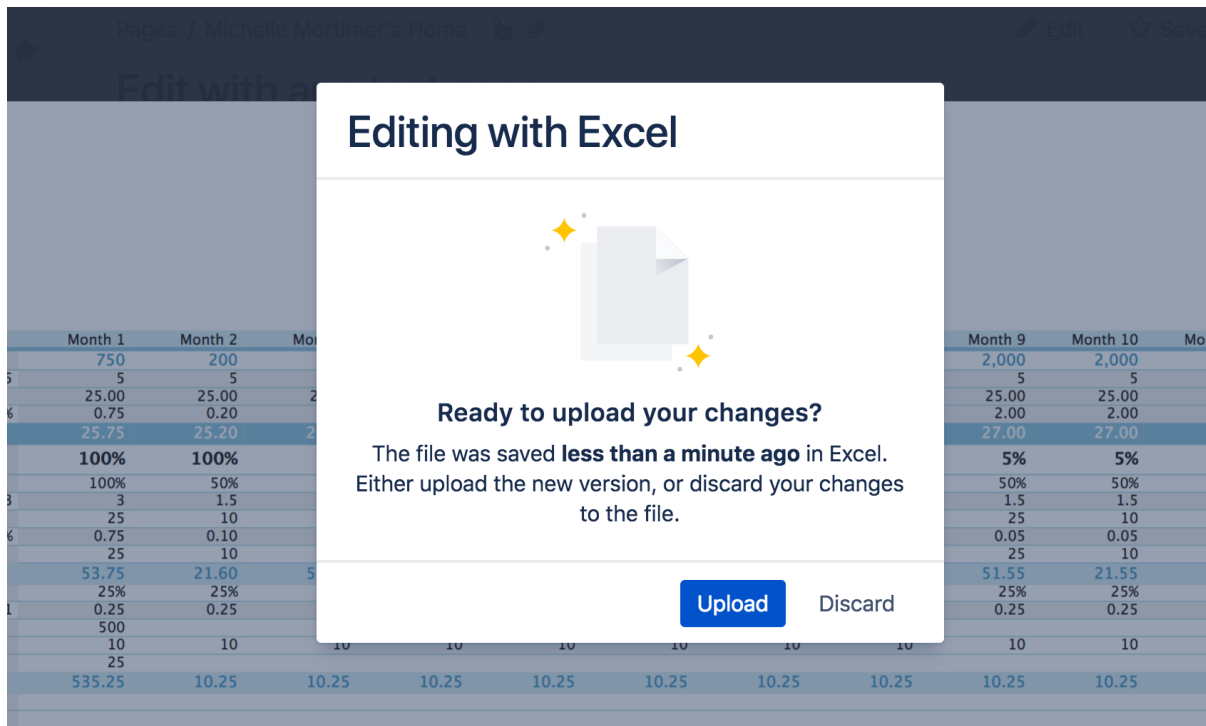 Pages / Michelle Mortimer's Home Edit Save
Edit with a
Editing with Excel
Ready to upload your changes?
The file was saved less than a minute ago in Excel.
Either upload the new version, or discard your changes
to the file.
Upload Discard
Month 1 Month 2 Month 9 Month 10
750 200 2,000 2,000
5 5 5 5
25.00 25.00 25.00 25.00
0.75 0.20 2.00 2.00
25.75 25.20 27.00 27.00
100% 100% 5% 5%
100% 50% 50% 50%
3 1.5 1.5 1.5
25 10 25 10
0.75 0.10 0.05 0.05
25 10 25 10
53.75 21.60 51.55 21.55
25% 25% 25% 25%
0.25 0.25 0.25 0.25
500
10 10 10 10 10 10 10 10 10 10
25
535.25 10.25 10.25 10.25 10.25 10.25 10.25 10.25 10.25 10.25